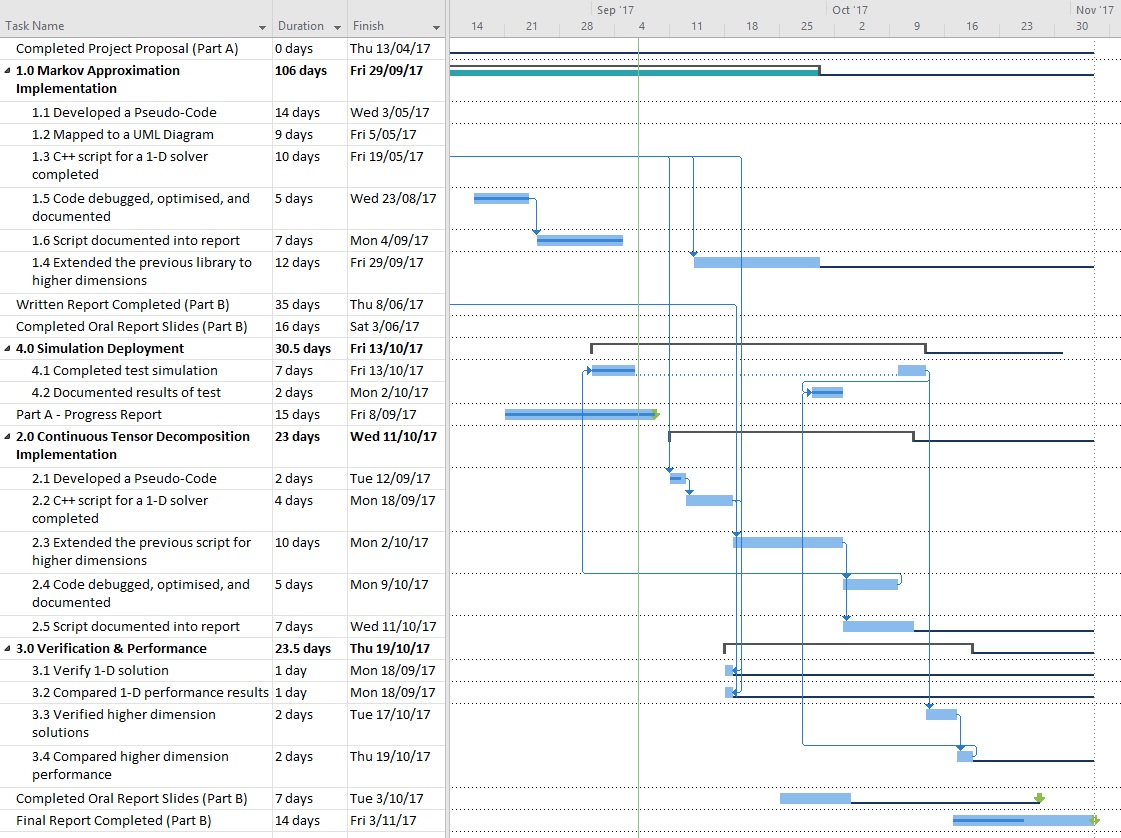 Sep '17 Oct '17 Nov '17
Task Name Duration Finish 14 21 28 4 11 18 25 2 9 16 23 30
Completed Project Proposal (Part A) 0 days Thu 13/04/17
1.0 Markov Approximation 106 days Fri 29/09/17
Implementation
1.1 Developed a Pseudo-Code 14 days Wed 3/05/17
1.2 Mapped to a UML Diagram 9 days Fri 5/05/17
1.3 C++ script for a 1-D solver 10 days Fri 19/05/17
completed
1.5 Code debugged, optimised, and 5 days Wed 23/08/17
documented
1.6 Script documented into report 7 days Mon 4/09/17
1.4 Extended the previous library to 12 days Fri 29/09/17
higher dimensions
Written Report Completed (Part B) 35 days Thu 8/06/17
Completed Oral Report Slides (Part B) 16 days Sat 3/06/17
4.0 Simulation Deployment 30.5 days Fri 13/10/17
4.1 Completed test simulation 7 days Fri 13/10/17
4.2 Documented results of test 2 days Mon 2/10/17
Part A - Progress Report 15 days Fri 8/09/17
2.0 Continuous Tensor Decomposition 23 days Wed 11/10/17
Implementation
2.1 Developed a Pseudo-Code 2 days Tue 12/09/17
2.2 C++ script for a 1-D solver 4 days Mon 18/09/17
completed
2.3 Extended the previous script for 10 days Mon 2/10/17
higher dimensions
2.4 Code debugged, optimised, and 5 days Mon 9/10/17
documented
2.5 Script documented into report 7 days Wed 11/10/17
3.0 Verification & Performance 23.5 days Thu 19/10/17
3.1 Verify 1-D solution 1 day Mon 18/09/17
3.2 Compared 1-D performance results 1 day Mon 18/09/17
3.3 Verified higher dimension 2 days Tue 17/10/17
solutions
3.4 Compared higher dimension 2 days Thu 19/10/17
performance
Completed Oral Report Slides (Part B) 7 days Tue 3/10/17
Final Report Completed (Part B) 14 days Fri 3/11/17